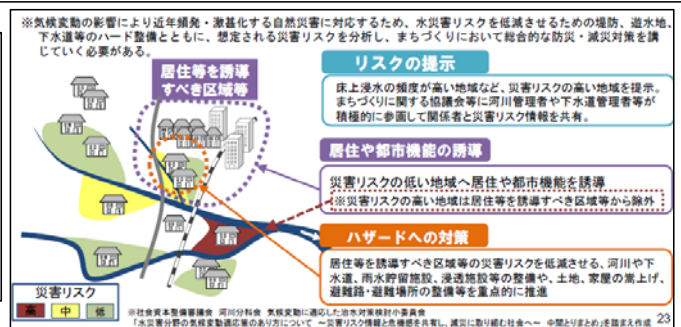 ※気候変動の影響により近年頻発・激甚化する自然災害に対応するため、水災害リスクを低減させるための堤防、遊水地、
下水道等のハード整備とともに、想定される災害リスクを分析し、まちづくりにおいて総合的な防災・減災対策を講
じていく必要がある。
居住等を誘導
すべき区域等
リスクの提示
床上浸水の頻度が高い地域など、災害リスクの高い地域を提示。
まちづくりに関する協議会等に河川管理者や下水道管理者等が
積極的に参画して関係者と災害リスク情報を共有。
居住や都市機能の誘導
災害リスクの低い地域へ居住や都市機能を誘導
※災害リスクの高い地域は居住等を誘導すべき区域等から除外
ハザードへの対策
居住等を誘導すべき区域等の災害リスクを低減させる、河川や下
水道、雨水貯留施設、浸透施設等の整備や、土地、家屋の嵩上げ、
避難路・避難場所の整備等を重点的に推進
災害リスク
高 中 低
※社会資本整備審議会 河川分科会 気候変動に適応した治水対策検討小委員会
「水災害分野の気候変動適応策のあり方について ～災害リスク情報と危機感を共有し、減災に取り組む社会へ～ 中間とりまとめ」を踏まえ作成
23